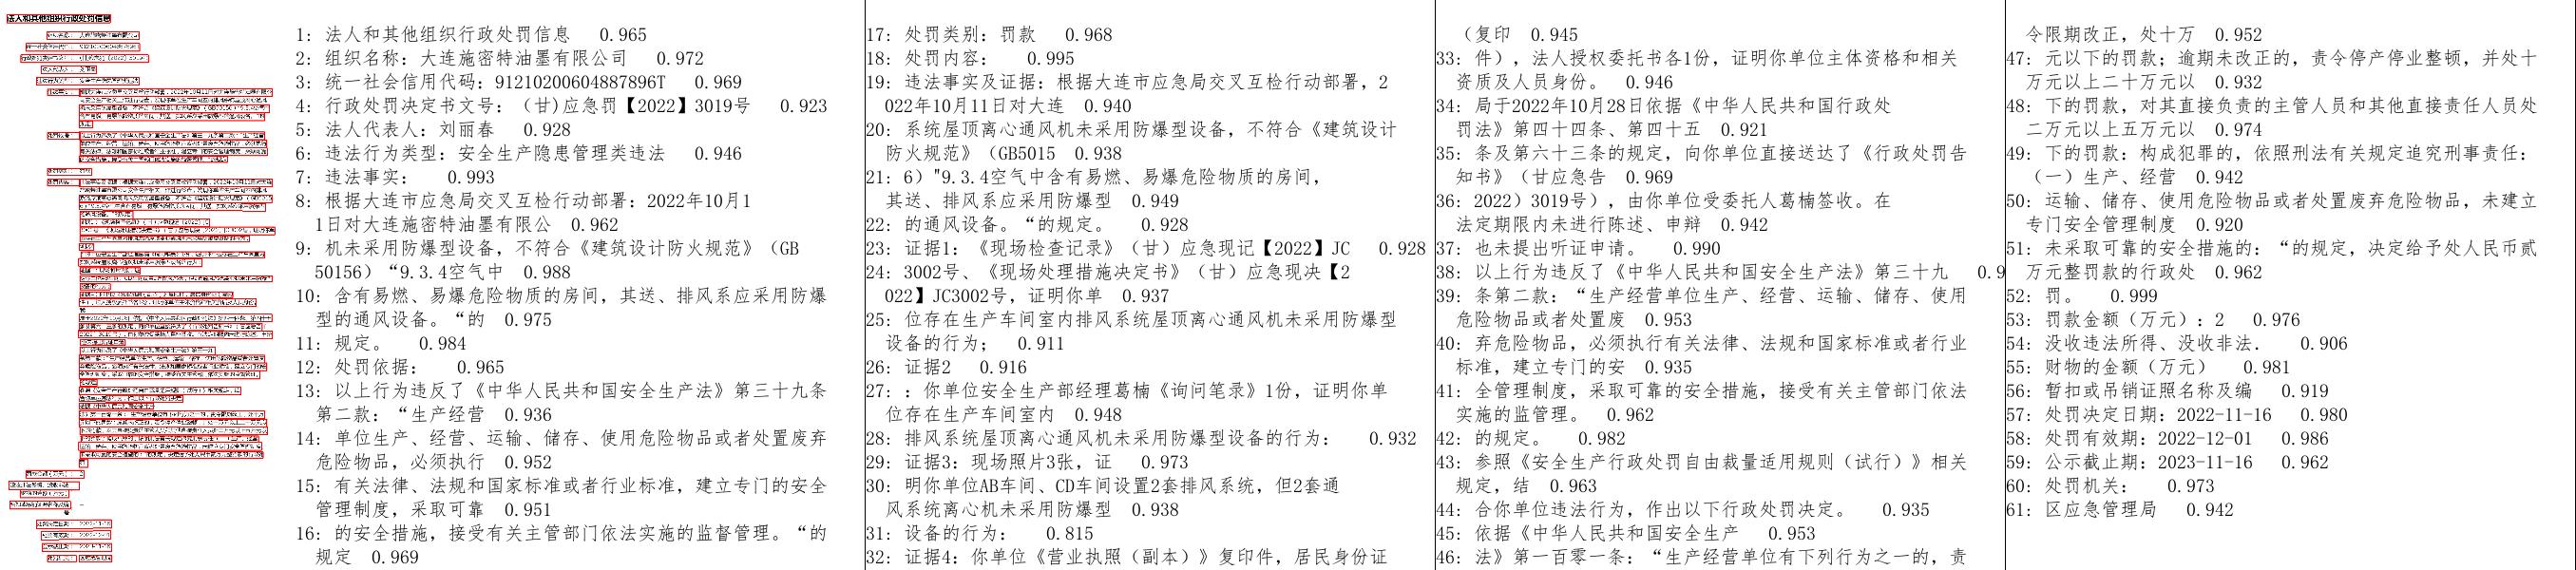 法人和其他组织行政处罚信息
1: 法人和其他组织行政处罚信息 0.965
2: 组织名称：大连施密特油墨有限公司 0.972
3: 统一社会信用代码：91210200604887896T 0.969
4: 行政处罚决定书文号：（甘)应急罚【2022】3019号 0.923
5: 法人代表人：刘丽春 0.928
6: 违法行为类型：安全生产隐患管理类违法 0.946
7: 违法事实： 0.993
8: 根据大连市应急局交叉互检行动部署：2022年10月1
1日对大连施密特油墨有限公 0.962
9: 机未采用防爆型设备，不符合《建筑设计防火规范》（GB
50156）“9.3.4空气中 0.988
10: 含有易燃、易爆危险物质的房间，其送、排风系应采用防爆
型的通风设备。“的 0.975
11: 规定。 0.984
12: 处罚依据： 0.965
13: 以上行为违反了《中华人民共和国安全生产法》第三十九条
第二款：“生产经营 0.936
14: 单位生产、经营、运输、储存、使用危险物品或者处置废弃
危险物品，必须执行 0.952
15: 有关法律、法规和国家标准或者行业标准，建立专门的安全
管理制度，采取可靠 0.951
16: 的安全措施，接受有关主管部门依法实施的监督管理。“的
规定 0.969
17: 处罚类别：罚款 0.968
18: 处罚内容： 0.995
19: 违法事实及证据：根据大连市应急局交叉互检行动部署，2
022年10月11日对大连 0.940
20: 系统屋顶离心通风机未采用防爆型设备，不符合《建筑设计
防火规范》（GB5015 0.938
21: 6）"9.3.4空气中含有易燃、易爆危险物质的房间，
其送、排风系应采用防爆型 0.949
22: 的通风设备。“的规定。 0.928
23: 证据1：《现场检查记录》（甘）应急现记【2022】JC 0.928
24: 3002号、《现场处理措施决定书》（甘）应急现决【2
022】JC3002号，证明你单 0.937
25: 位存在生产车间室内排风系统屋顶离心通风机未采用防爆型
设备的行为； 0.911
26: 证据2 0.916
27: ：你单位安全生产部经理葛楠《询问笔录》1份，证明你单
位存在生产车间室内 0.948
28: 排风系统屋顶离心通风机未采用防爆型设备的行为： 0.932
29: 证据3：现场照片3张，证 0.973
30: 明你单位AB车间、CD车间设置2套排风系统，但2套通
风系统离心机未采用防爆型 0.938
31: 设备的行为： 0.815
32: 证据4：你单位《营业执照（副本）》复印件，居民身份证
（复印 0.945
33: 件），法人授权委托书各1份，证明你单位主体资格和相关
资质及人员身份。 0.946
34: 局于2022年10月28日依据《中华人民共和国行政处
罚法》第四十四条、第四十五 0.921
35: 条及第六十三条的规定，向你单位直接送达了《行政处罚告
知书》（甘应急告 0.969
36: 2022）3019号），由你单位受委托人葛楠签收。在
法定期限内未进行陈述、申辩 0.942
37: 也未提出听证申请。 0.990
38: 以上行为违反了《中华人民共和国安全生产法》第三十九 0.9
39: 条第二款：“生产经营单位生产、经营、运输、储存、使用
危险物品或者处置废 0.953
40: 弃危险物品，必须执行有关法律、法规和国家标准或者行业
标准，建立专门的安 0.935
41: 全管理制度，采取可靠的安全措施，接受有关主管部门依法
实施的监管理。 0.962
42: 的规定。 0.982
43: 参照《安全生产行政处罚自由裁量适用规则（试行）》相关
规定，结 0.963
44: 合你单位违法行为，作出以下行政处罚决定。 0.935
45: 依据《中华人民共和国安全生产 0.953
46: 法》第一百零一条：“生产经营单位有下列行为之一的，责
令限期改正，处十万 0.952
47: 元以下的罚款；逾期未改正的，责令停产停业整顿，并处十
万元以上二十万元以 0.932
48: 下的罚款，对其直接负责的主管人员和其他直接责任人员处
二万元以上五万元以 0.974
49: 下的罚款：构成犯罪的，依照刑法有关规定追究刑事责任：
（一）生产、经营 0.942
50: 运输、储存、使用危险物品或者处置废弃危险物品，未建立
专门安全管理制度 0.920
51: 未采取可靠的安全措施的：“的规定，决定给予处人民币贰
万元整罚款的行政处 0.962
52: 罚。 0.999
53: 罚款金额（万元）：2 0.976
54: 没收违法所得、没收非法. 0.906
55: 财物的金额（万元） 0.981
56: 暂扣或吊销证照名称及编 0.919
57: 处罚决定日期：2022-11-16 0.980
58: 处罚有效期：2022-12-01 0.986
59: 公示截止期：2023-11-16 0.962
60: 处罚机关： 0.973
61: 区应急管理局 0.942